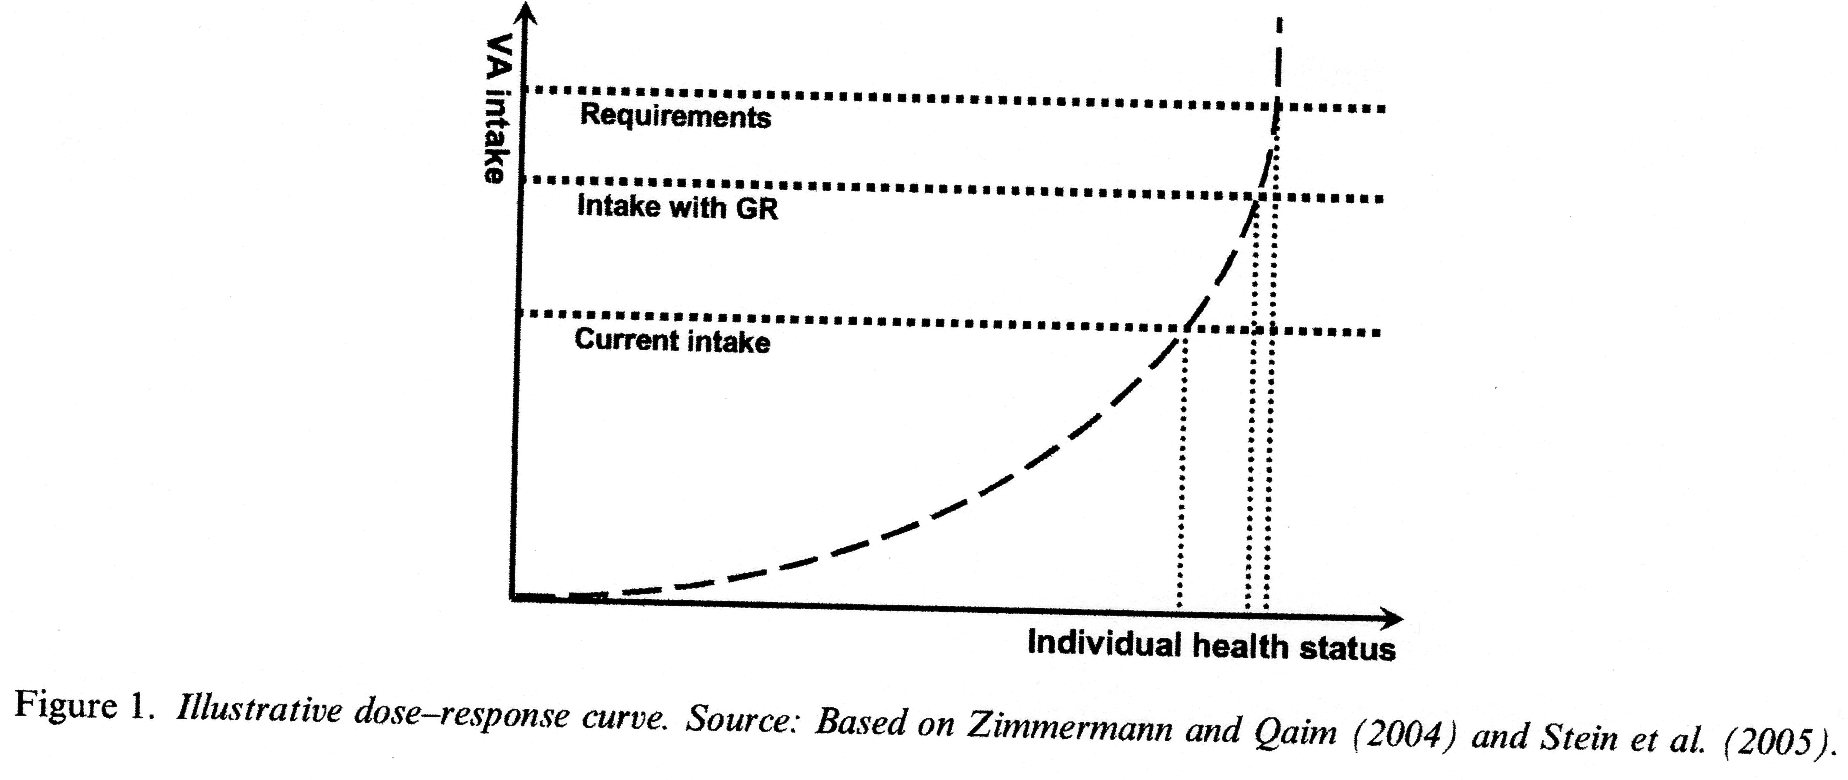 VA intake
Requirements
Intake with GR
Current intake
Individual health status
Figure 1. Illustrative dose–response curve. Source: Based on Zimmermann and Qaim (2004) and Stein et al. (2005).